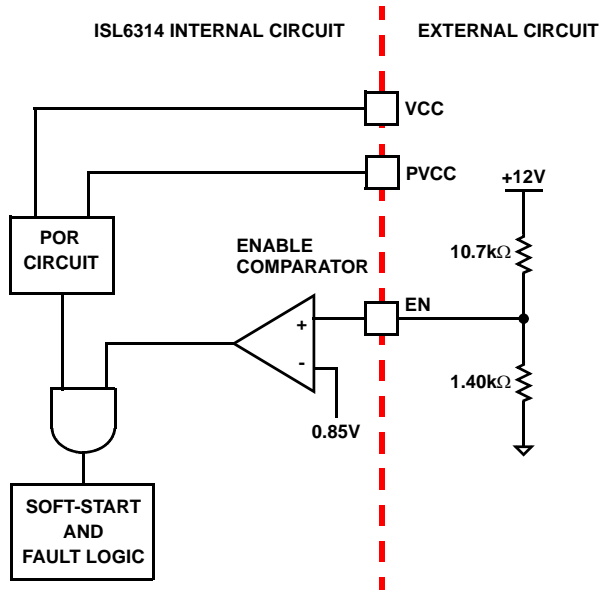 ISL6314 INTERNAL CIRCUIT
EXTERNAL CIRCUIT
VCC
PVCC
+12V
POR
CIRCUIT
ENABLE
COMPARATOR
10.7kΩ
EN
+
-
1.40kΩ
0.85V
SOFT-START
AND
FAULT LOGIC